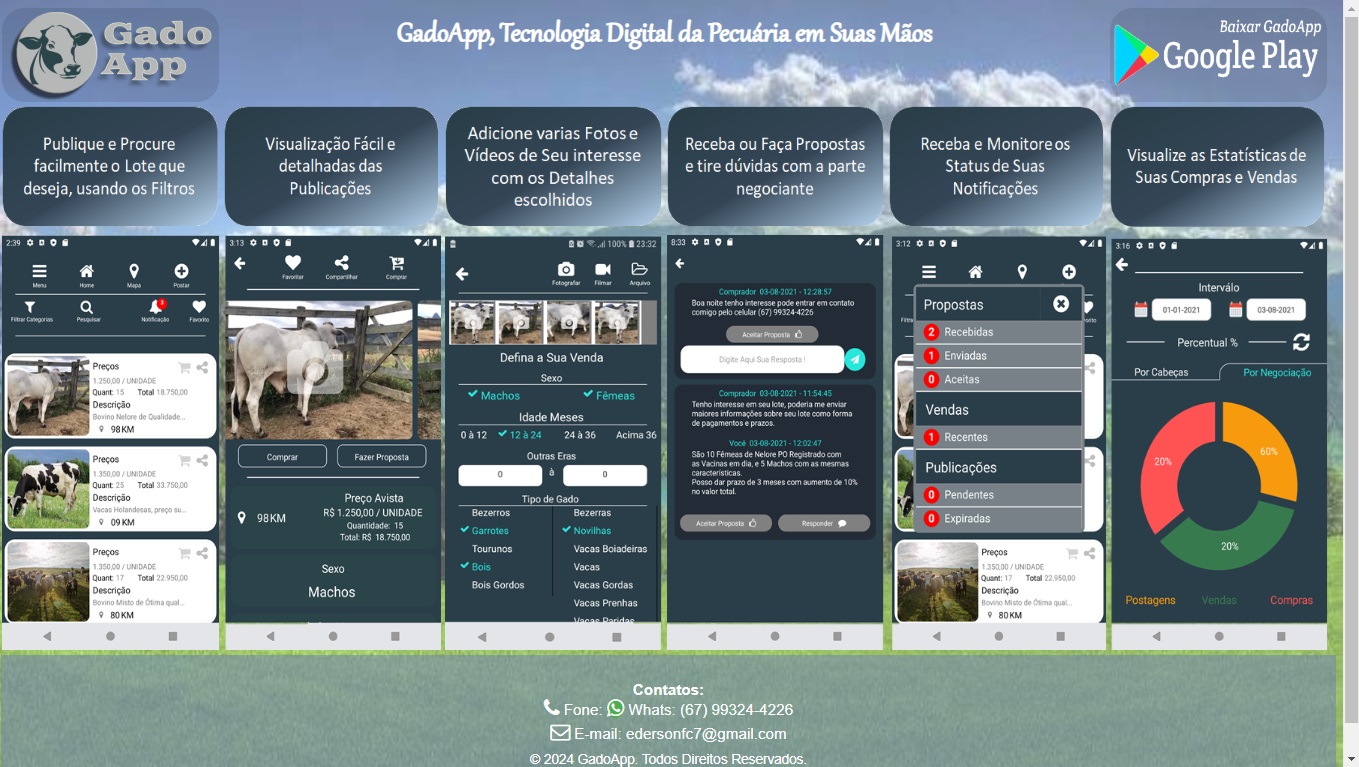 Gado
App
GadoApp, Tecnologia Digital da Pecuária em Suas Mãos
Baixar GadoApp
Google Play
Publique e Procure
facilmente o Lote que
deseja, usando os Filtros
Visualização Fácil e
detalhadas das
Publicações
Adicione varias Fotos e
Vídeos de Seu interesse
com os Detalhes
escolhidos
Receba ou Faça Propostas
e tire dúvidas com a parte
negociante
Receba e Monitore os
Status de Suas
Notificações
Visualize as Estatísticas de
Suas Compras e Vendas
2:39
Menu Home Mapa Postar
3
Filtrar Categorias Pesquisar Notificação Favorito
Preços
1.250,00 / UNIDADE
Quant: 15 Total 18.750,00
Descrição
Bovino Nelore de Qualidade...
98 KM
Preços
1.350,00 / UNIDADE
Quant: 25 Total 33.750,00
Descrição
Vacas Holandesas, preço su...
09 KM
Preços
1.350,00 / UNIDADE
Quant: 17 Total 22.950,00
Descrição
Bovino Misto de Ótima qual...
80 KM
3:13
Favoritar Compartilhar Comprar
Comprar Fazer Proposta
Preço Avista
98KM R$ 1.250,00 / UNIDADE
Quantidade: 15
Total: R$ 18.750,00
Sexo
Machos
100% 23:32
Fotografar Filmar Arquivo
Defina a Sua Venda
Sexo
Machos Fêmeas
Idade Meses
0 à 12 12 à 24 24 à 36 Acima 36
Outras Eras
0 à 0
Tipo de Gado
Bezerros Bezerras
Garrotes Novilhas
Tourunos Vacas Boiadeiras
Bois Vacas
Bois Gordos Vacas Gordas
Vacas Prenhas
Vacas Paridas
8:33
Comprador 03-08-2021 - 12:28:57
Boa noite tenho interesse pode entrar em contato
comigo pelo celular (67) 99324-4226
Aceitar Proposta
Digite Aqui Sua Resposta !
Comprador 03-08-2021 - 11:54:45
Tenho interesse em seu lote, poderia me enviar
maiores informações sobre seu lote como forma
de pagamentos e prazos.
Você 03-08-2021 - 12:02:47
São 10 Fêmeas de Nelore PO Registrado com
as Vacinas em dia, e 5 Machos com as mesmas
características.
Posso dar prazo de 3 meses com aumento de 10%
no valor total.
Aceitar Proposta Responder
3:12
Propostas
2 Recebidas
1 Enviadas
0 Aceitas
Vendas
1 Recentes
Publicações
0 Pendentes
0 Expiradas
Preços
1.350,00 / UNIDADE
Quant: 17 Total 22.950,00
Descrição
Bovino Misto de Ótima qual...
80 KM
3:16
Interválo
01-01-2021 03-08-2021
Percentual %
Por Cabeças Por Negociação
20% 60%
20%
Postagens Vendas Compras
Contatos:
Fone: Whats: (67) 99324-4226
E-mail: edersonfc7@gmail.com
© 2024 GadoApp. Todos Direitos Reservados.